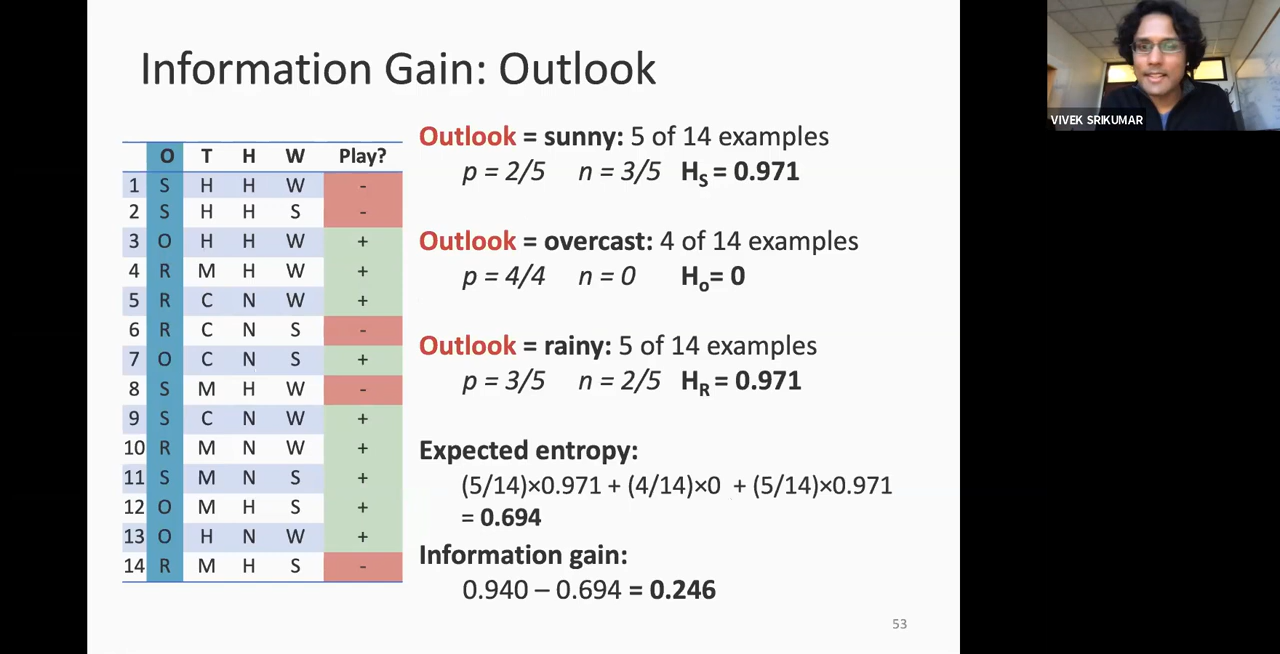 Information Gain: Outlook
O T H W Play?
1 S H H W -
2 S H H S -
3 O H H W +
4 R M H W +
5 R C N W +
6 R C N S -
7 O C N S +
8 S M H W -
9 S C N W +
10 R M N W +
11 S M N S +
12 O M H S +
13 O H N W +
14 R M H S -
Outlook = sunny: 5 of 14 examples
p = 2/5 n = 3/5 HS = 0.971
Outlook = overcast: 4 of 14 examples
p = 4/4 n = 0 Ho= 0
Outlook = rainy: 5 of 14 examples
p = 3/5 n = 2/5 HR = 0.971
Expected entropy:
(5/14)×0.971 + (4/14)×0 + (5/14)×0.971
= 0.694
Information gain:
0.940 – 0.694 = 0.246
53
VIVEK SRIKUMAR